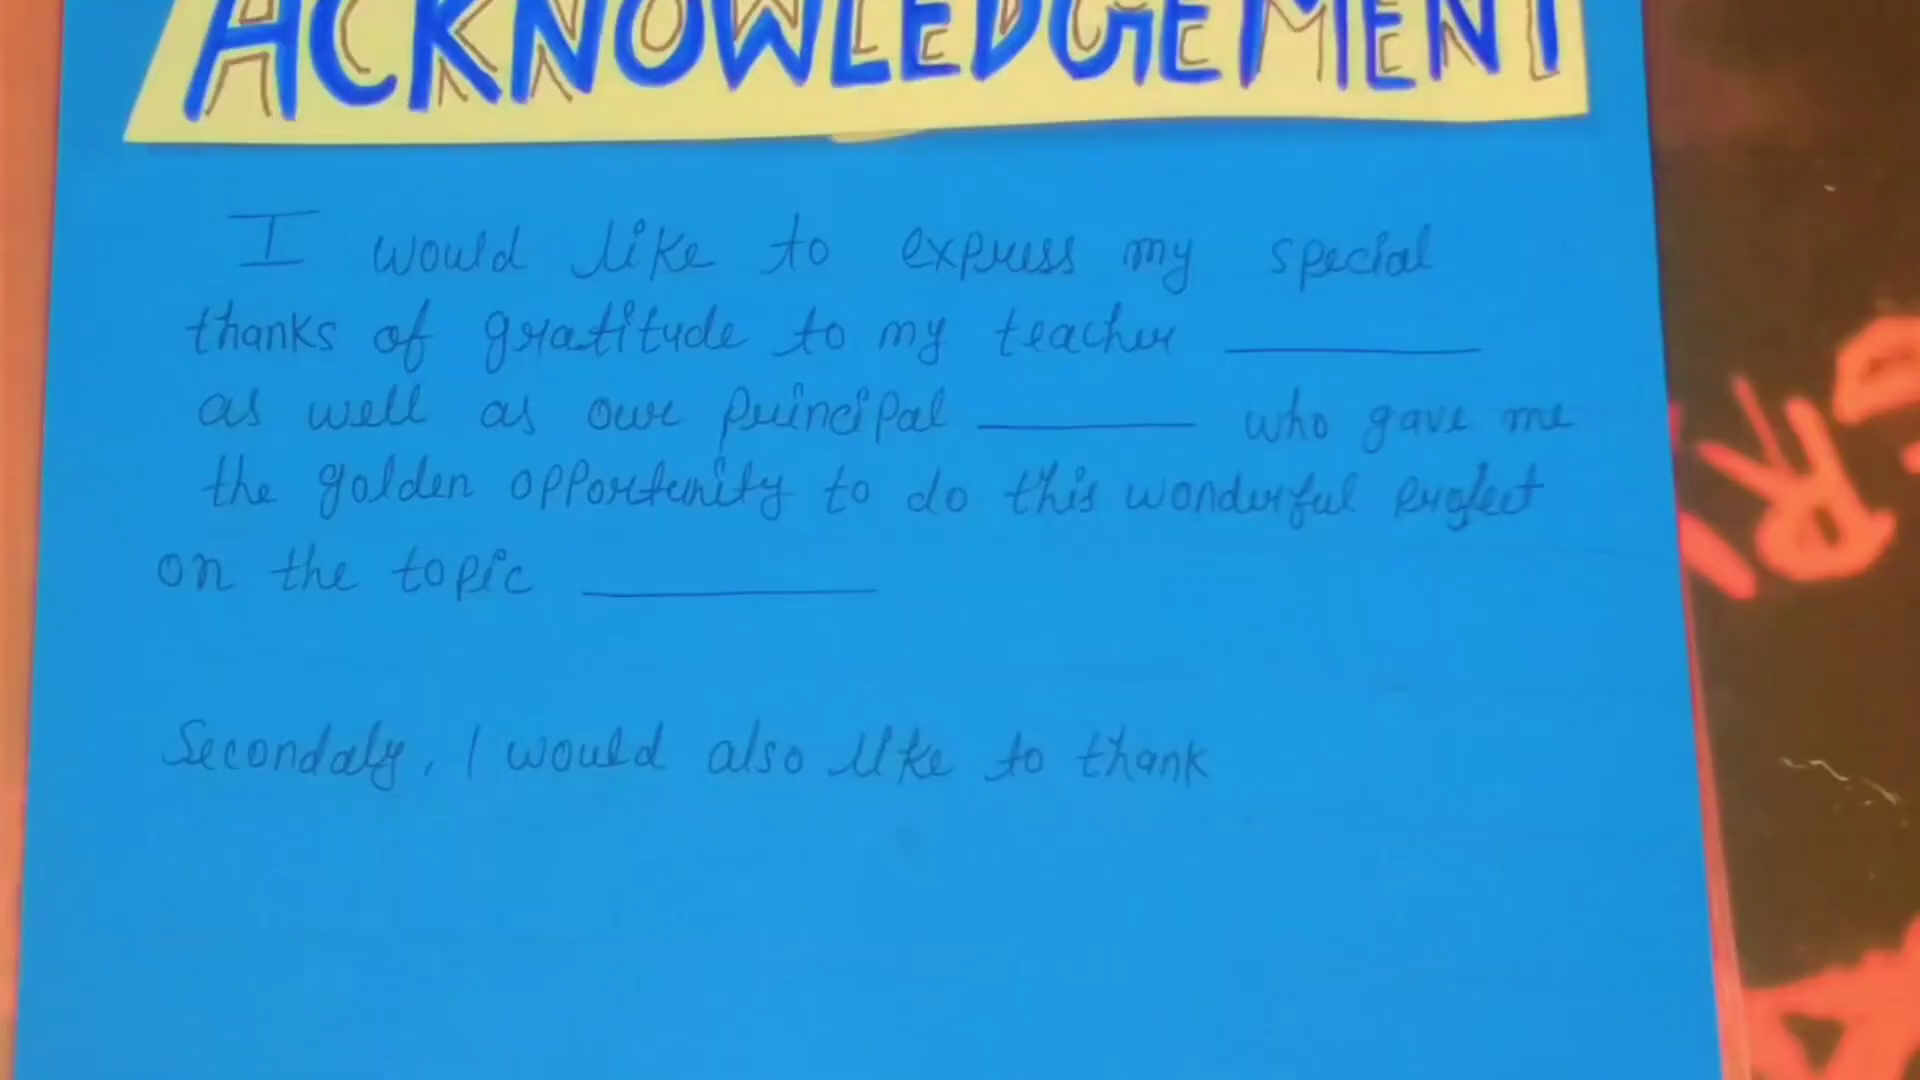 ACKNOWLEDGEMENT
I would like to express my special
thanks of gratitude to my teacher ________
as well as our principal ________ who gave me
the golden opportunity to do this wonderful project
on the topic ________
Secondaly, I would also like to thank